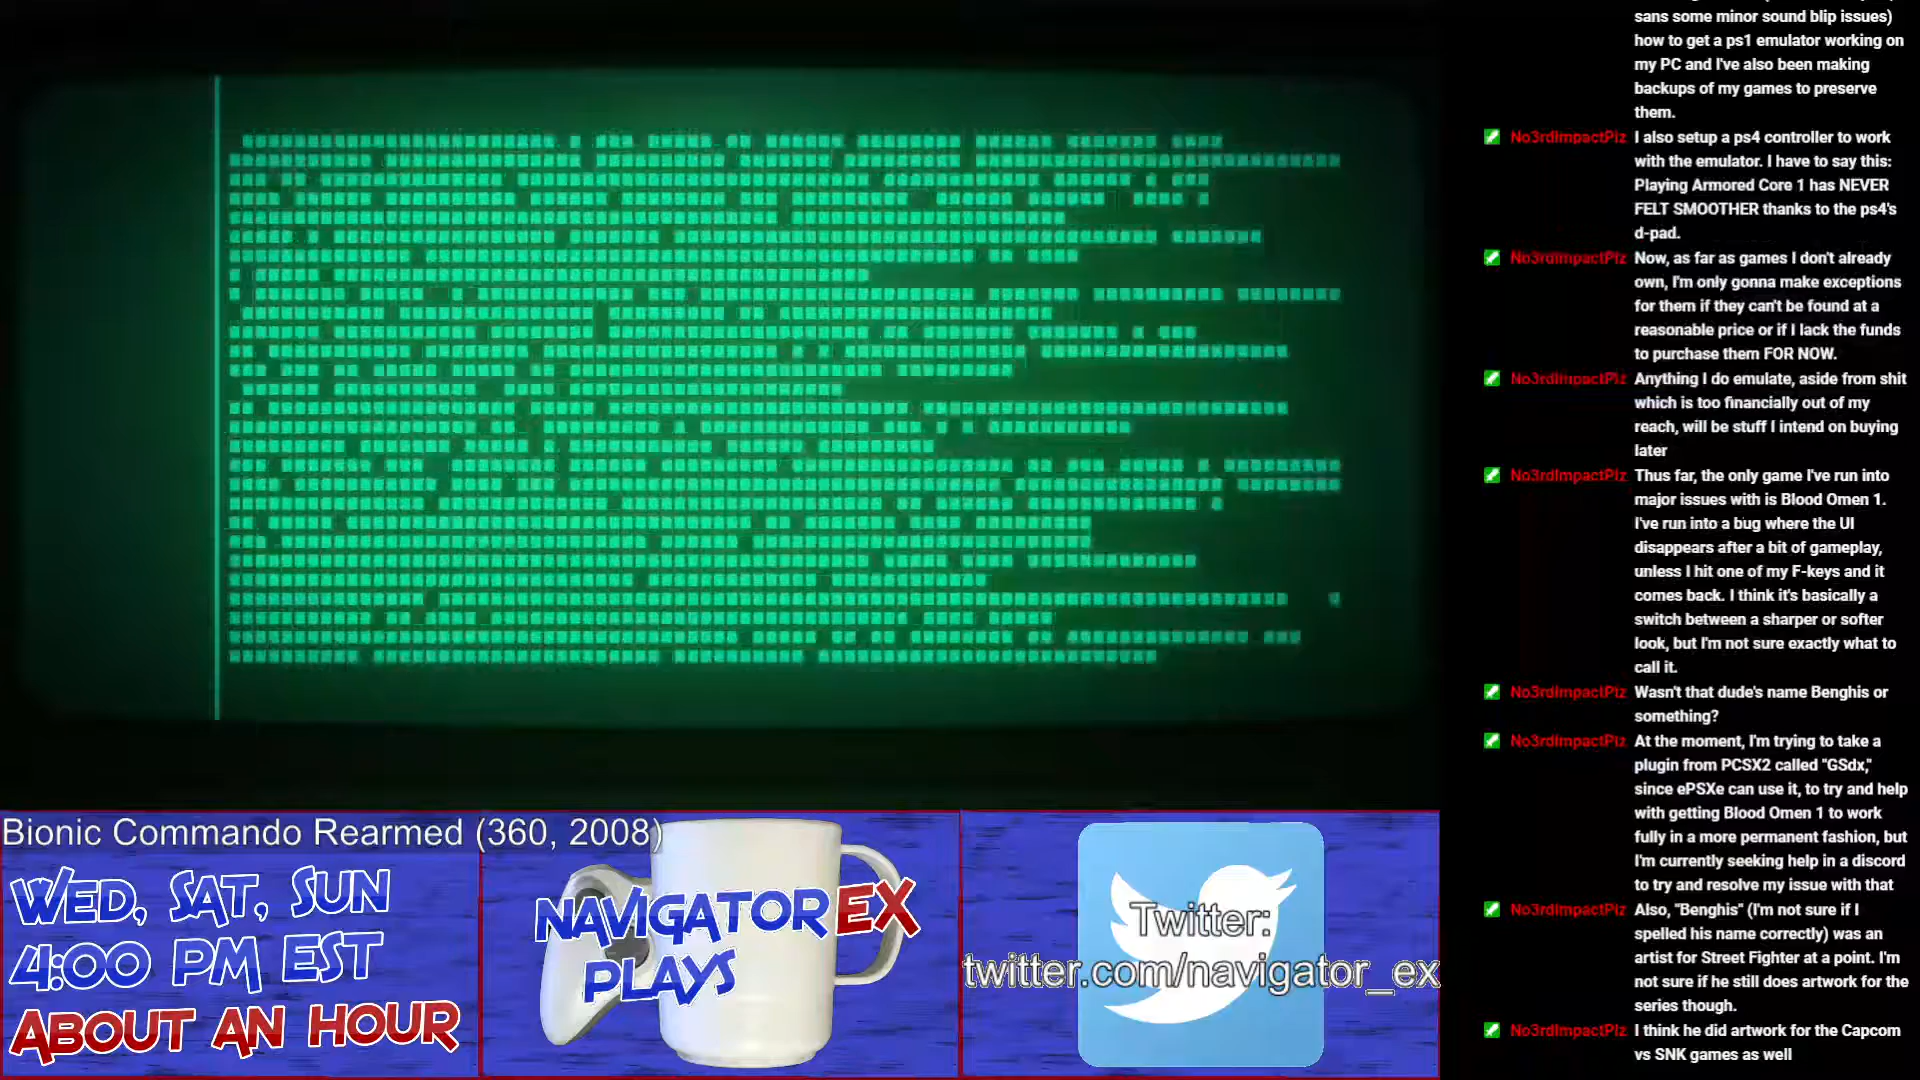 sans some minor sound blip issues)
how to get a ps1 emulator working on
my PC and I've also been making
backups of my games to preserve
them.
No3rdImpactPlz I also setup a ps4 controller to work
with the emulator. I have to say this:
Playing Armored Core 1 has NEVER
FELT SMOOTHER thanks to the ps4's
d-pad.
No3rdImpactPlz Now, as far as games I don't already
own, I'm only gonna make exceptions
for them if they can't be found at a
reasonable price or if I lack the funds
to purchase them FOR NOW.
No3rdImpactPlz Anything I do emulate, aside from shit
which is too financially out of my
reach, will be stuff I intend on buying
later
No3rdImpactPlz Thus far, the only game I've run into
major issues with is Blood Omen 1.
I've run into a bug where the UI
disappears after a bit of gameplay,
unless I hit one of my F-keys and it
comes back. I think it's basically a
switch between a sharper or softer
look, but I'm not sure exactly what to
call it.
No3rdImpactPlz Wasn't that dude's name Benghis or
something?
No3rdImpactPlz At the moment, I'm trying to take a
plugin from PCSX2 called "GSdx,"
since ePSXe can use it, to try and help
with getting Blood Omen 1 to work
fully in a more permanent fashion, but
I'm currently seeking help in a discord
to try and resolve my issue with that
No3rdImpactPlz Also, "Benghis" (I'm not sure if I
spelled his name correctly) was an
artist for Street Fighter at a point. I'm
not sure if he still does artwork for the
series though.
No3rdImpactPlz I think he did artwork for the Capcom
vs SNK games as well
Bionic Commando Rearmed (360, 2008)
WED, SAT, SUN
4:00 PM EST
ABOUT AN HOUR
NAVIGATOR EX
PLAYS
Twitter:
twitter.com/navigator_ex